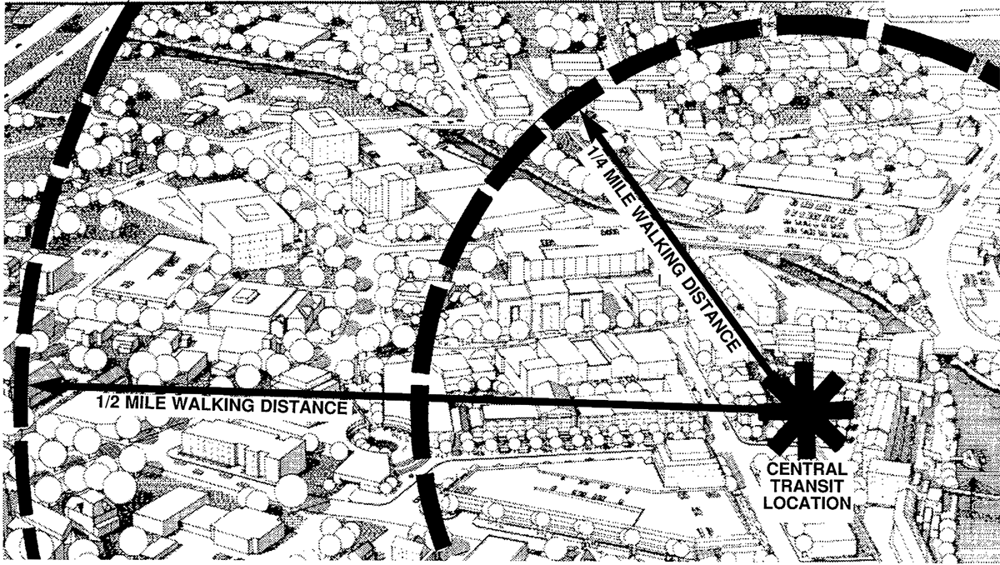 1/4 MILE WALKING DISTANCE
1/2 MILE WALKING DISTANCE
CENTRAL
TRANSIT
LOCATION